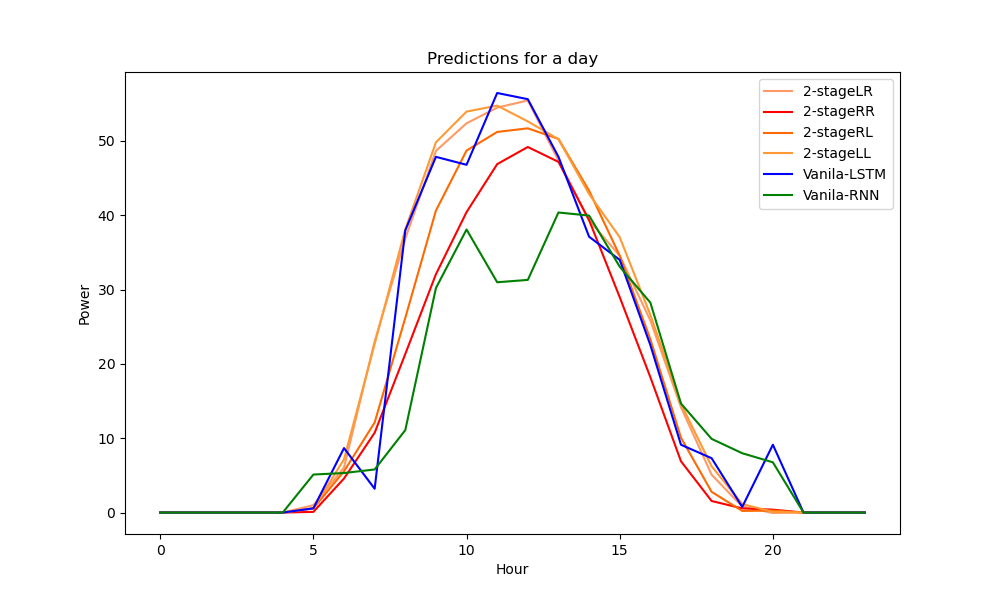 Predictions for a day
2-stageLR
2-stageRR
2-stageRL
2-stageLL
Vanila-LSTM
Vanila-RNN
Power
50
40
30
20
10
0
0
5
10
15
20
Hour